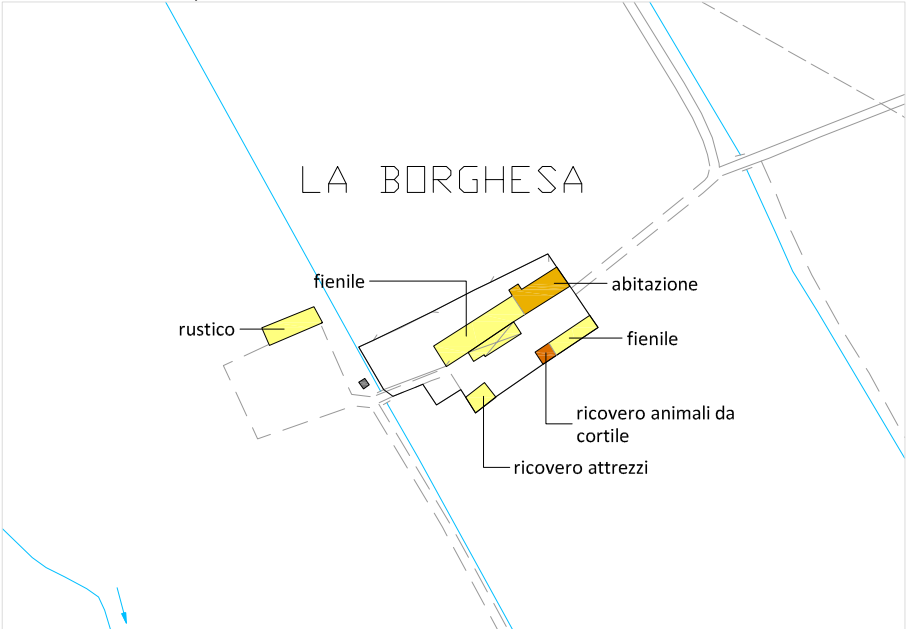 LA BORGHESA
fienile
abitazione
rustico
fienile
ricovero animali da
cortile
ricovero attrezzi